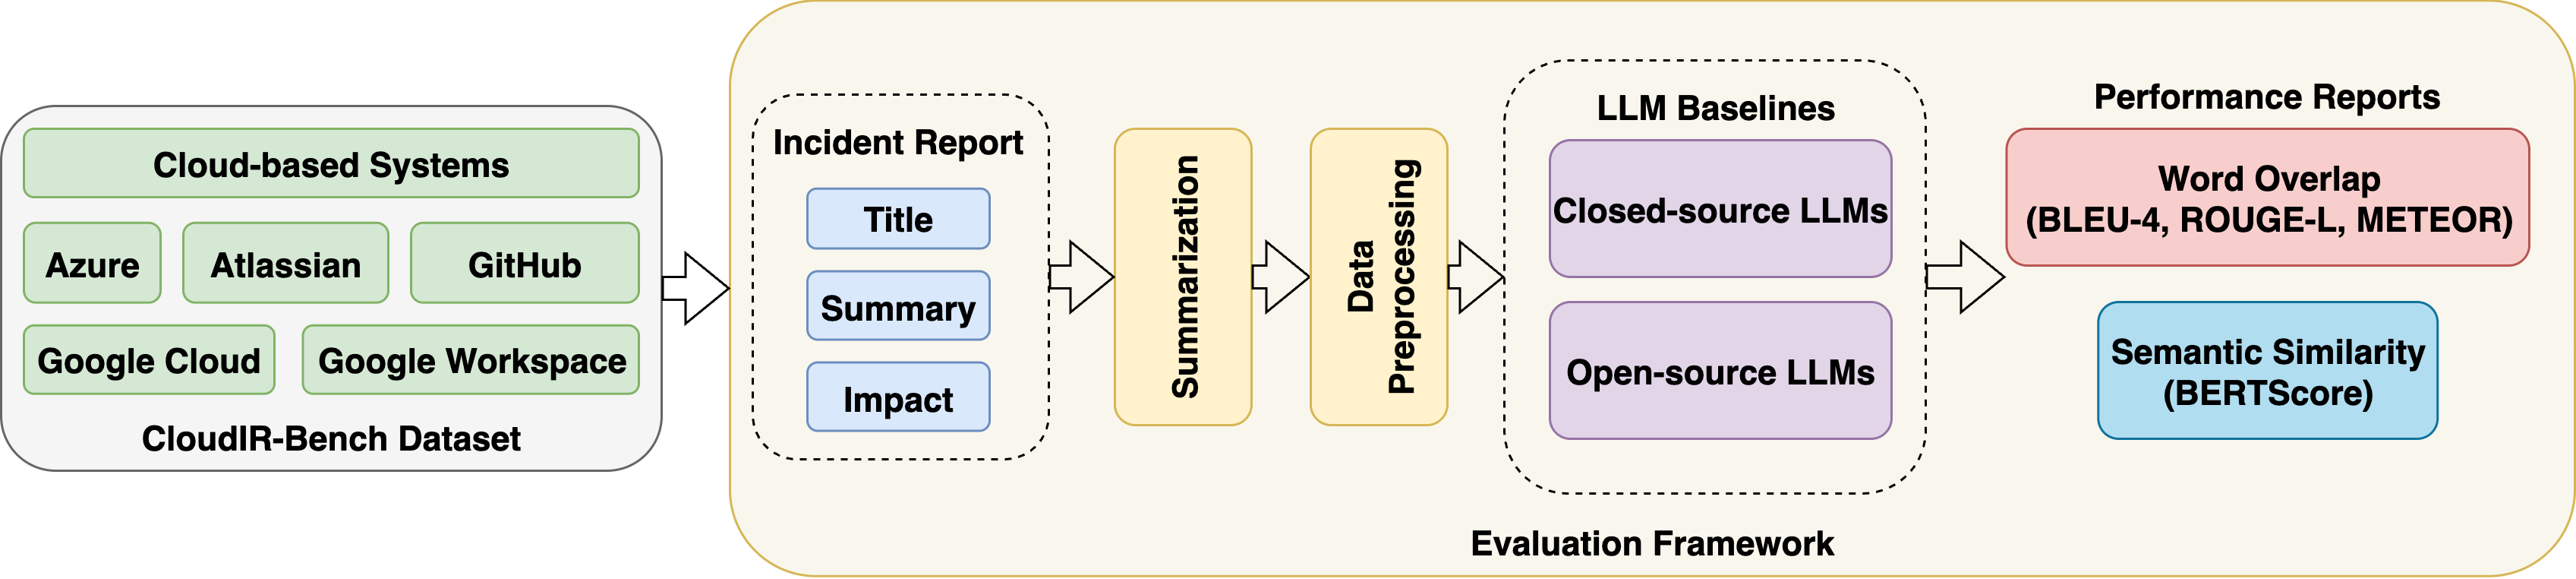 Cloud-based Systems
Azure
Atlassian
GitHub
Google Cloud
Google Workspace
CloudIR-Bench Dataset
Incident Report
Title
Summary
Impact
Summarization
Data
Preprocessing
LLM Baselines
Closed-source LLMs
Open-source LLMs
Performance Reports
Word Overlap
(BLEU-4, ROUGE-L, METEOR)
Semantic Similarity
(BERTScore)
Evaluation Framework